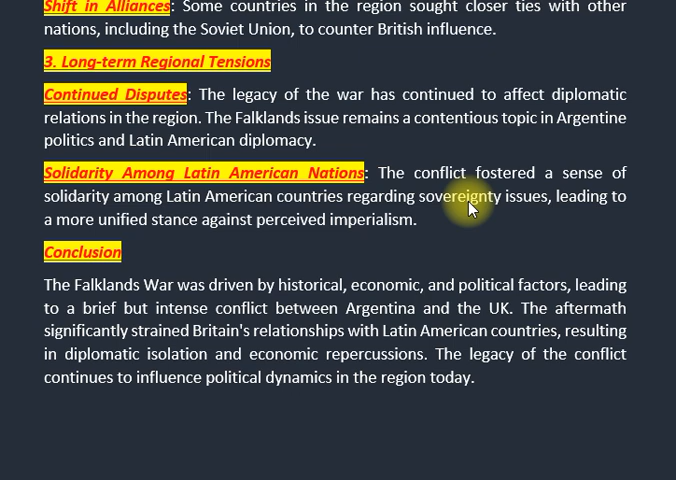 Shift in Alliances: Some countries in the region sought closer ties with other
nations, including the Soviet Union, to counter British influence.
3. Long-term Regional Tensions
Continued Disputes: The legacy of the war has continued to affect diplomatic
relations in the region. The Falklands issue remains a contentious topic in Argentine
politics and Latin American diplomacy.
Solidarity Among Latin American Nations: The conflict fostered a sense of
solidarity among Latin American countries regarding sovereignty issues, leading to
a more unified stance against perceived imperialism.
Conclusion
The Falklands War was driven by historical, economic, and political factors, leading
to a brief but intense conflict between Argentina and the UK. The aftermath
significantly strained Britain's relationships with Latin American countries, resulting
in diplomatic isolation and economic repercussions. The legacy of the conflict
continues to influence political dynamics in the region today.